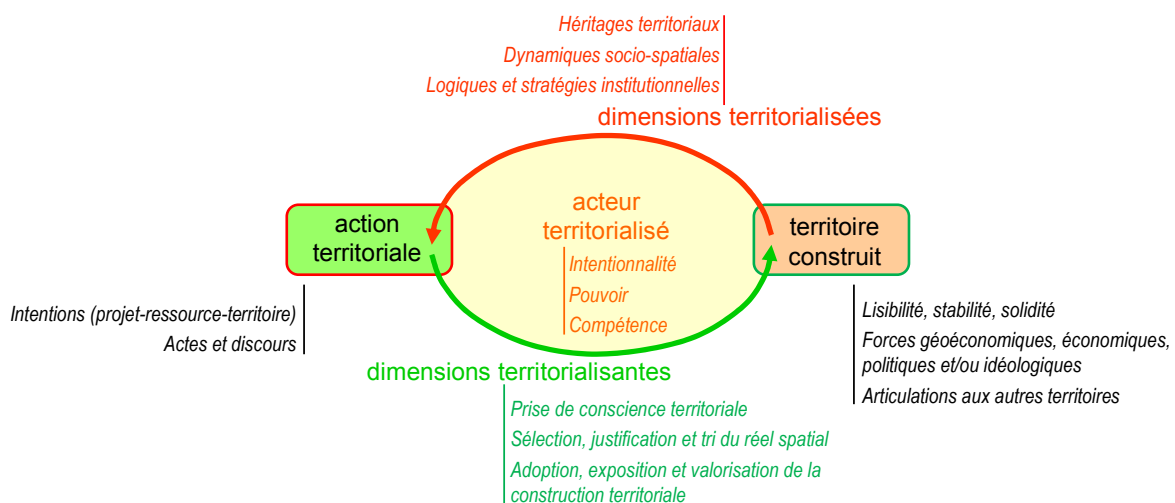 Héritages territoriaux
Dynamiques socio-spatiales
Logiques et stratégies institutionnelles
dimensions territorialisées
action
territoriale
acteur
territorialisé
Intentionnalité
Pouvoir
Compétence
territoire
construit
Intentions (projet-ressource-territoire)
Actes et discours
Lisibilité, stabilité, solidité
Forces géoéconomiques, économiques,
politiques et/ou idéologiques
Articulations aux autres territoires
dimensions territorialisantes
Prise de conscience territoriale
Sélection, justification et tri du réel spatial
Adoption, exposition et valorisation de la
construction territoriale